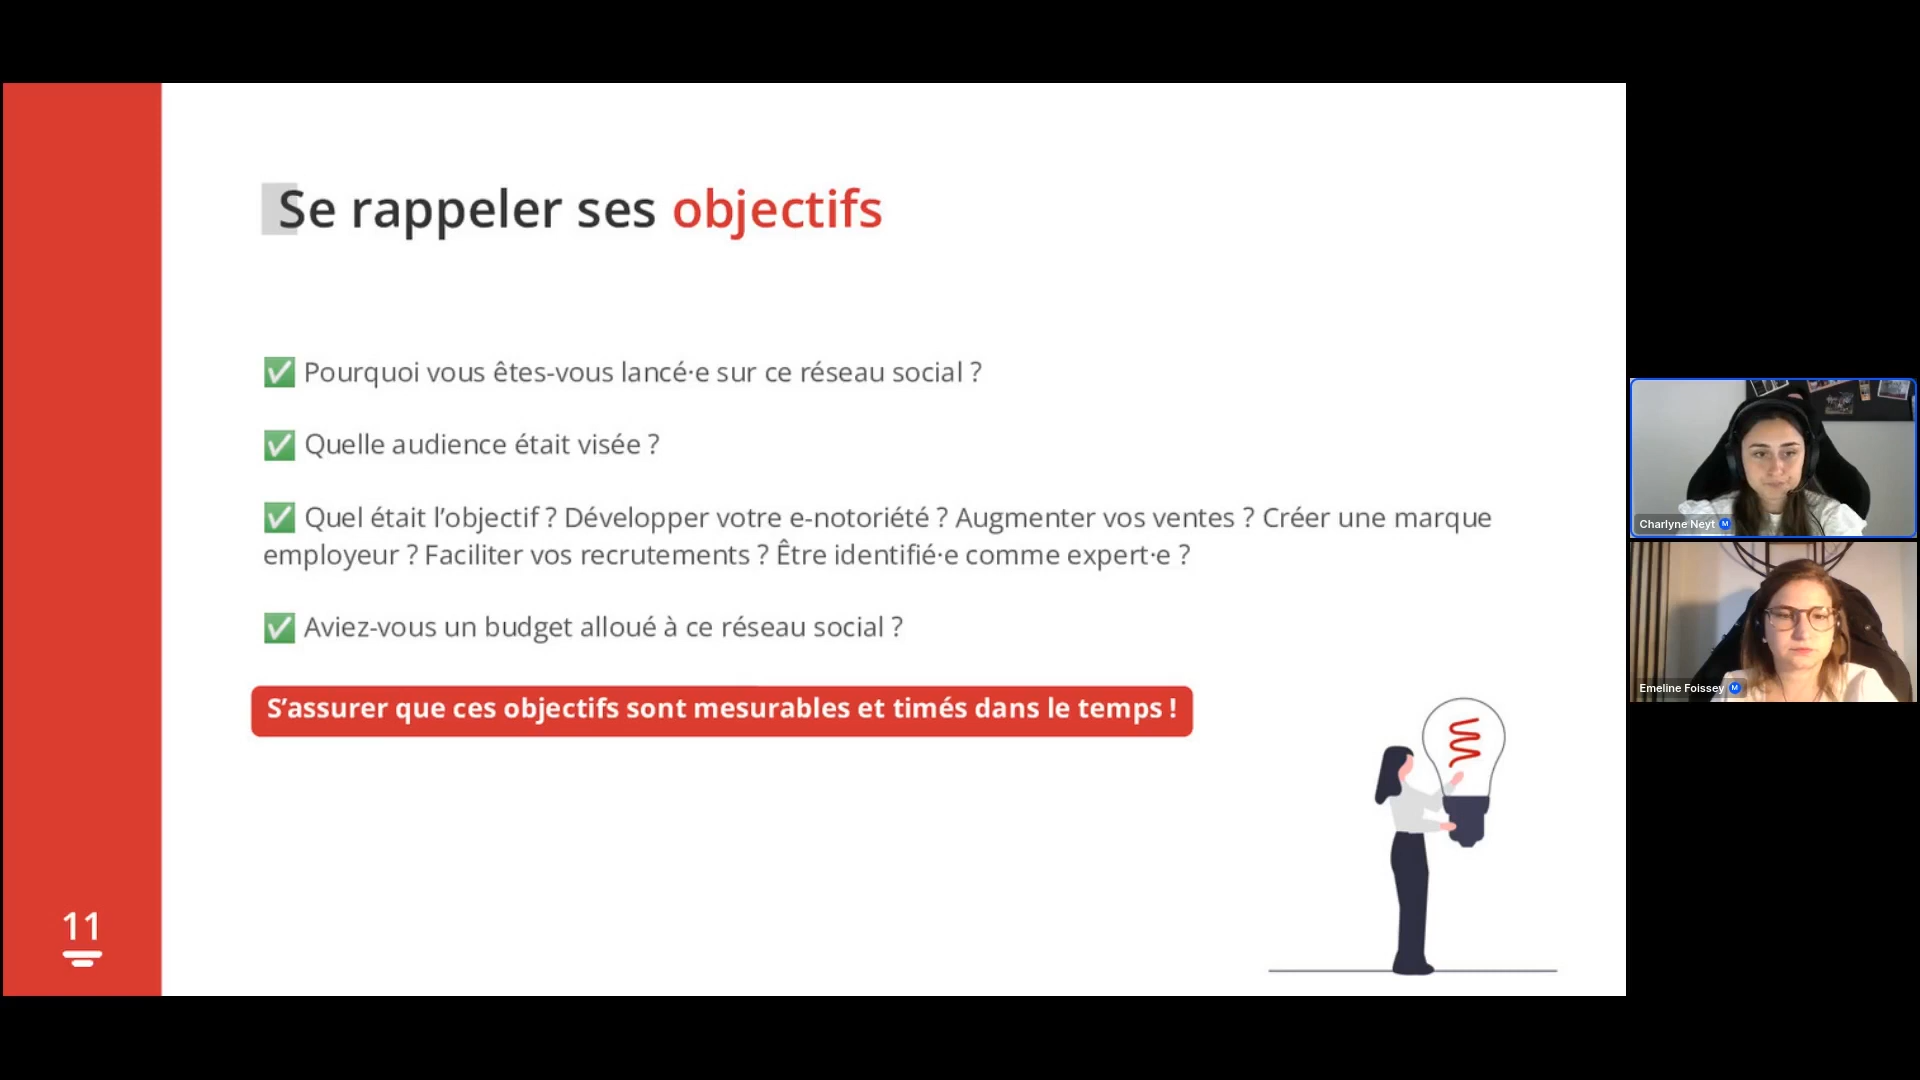 Se rappeler ses objectifs
✅ Pourquoi vous êtes-vous lancé·e sur ce réseau social ?
✅ Quelle audience était visée ?
✅ Quel était l’objectif ? Développer votre e-notoriété ? Augmenter vos ventes ? Créer une marque
employeur ? Faciliter vos recrutements ? Être identifié·e comme expert·e ?
✅ Aviez-vous un budget alloué à ce réseau social ?
S’assurer que ces objectifs sont mesurables et timés dans le temps !
11
Charlyne Neyt M
Emeline Foissey M